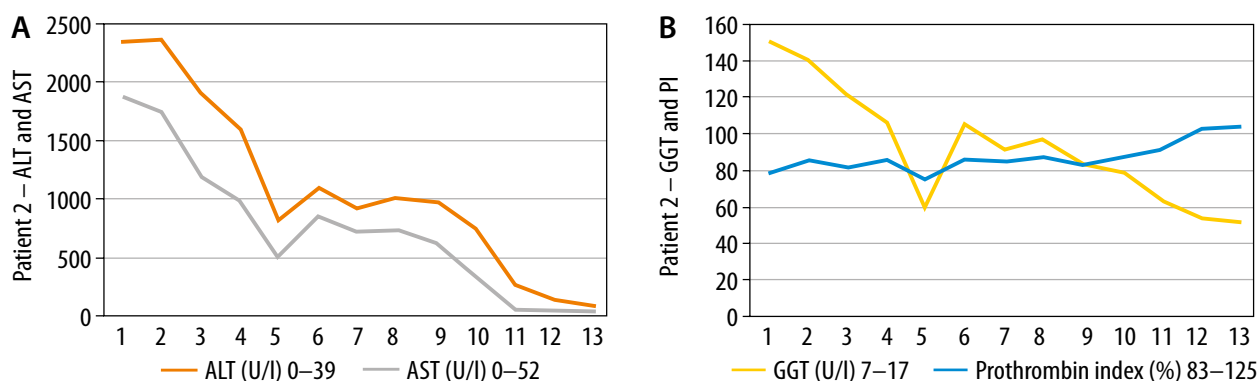 A
Patient 2 – ALT and AST
2500
2000
1500
1000
500
0
1 2 3 4 5 6 7 8 9 10 11 12 13
ALT (U/l) 0–39 AST (U/l) 0–52
B
Patient 2 – GGT and PI
160
140
120
100
80
60
40
20
0
1 2 3 4 5 6 7 8 9 10 11 12 13
GGT (U/l) 7–17 Prothrombin index (%) 83–125